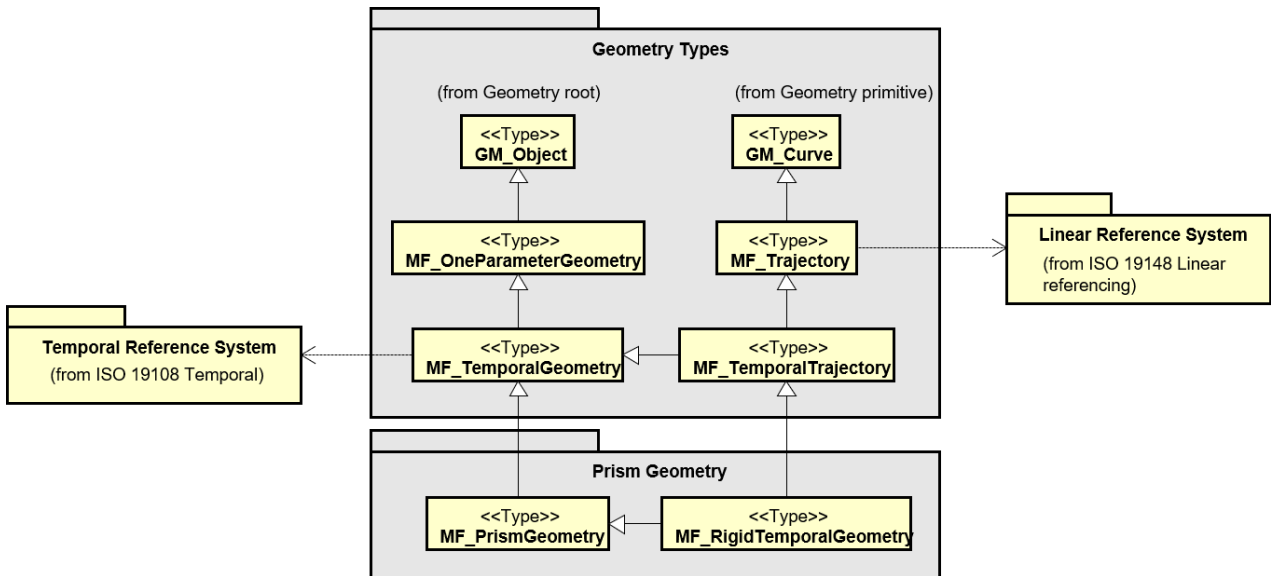 Geometry Types
(from Geometry root)
(from Geometry primitive)
<<Type>>
GM_Object
<<Type>>
GM_Curve
<<Type>>
MF_OneParameterGeometry
<<Type>>
MF_Trajectory
Linear Reference System
(from ISO 19148 Linear
referencing)
Temporal Reference System
(from ISO 19108 Temporal)
<<Type>>
MF_TemporalGeometry
<<Type>>
MF_TemporalTrajectory
Prism Geometry
<<Type>>
MF_PrismGeometry
<<Type>>
MF_RigidTemporalGeometry